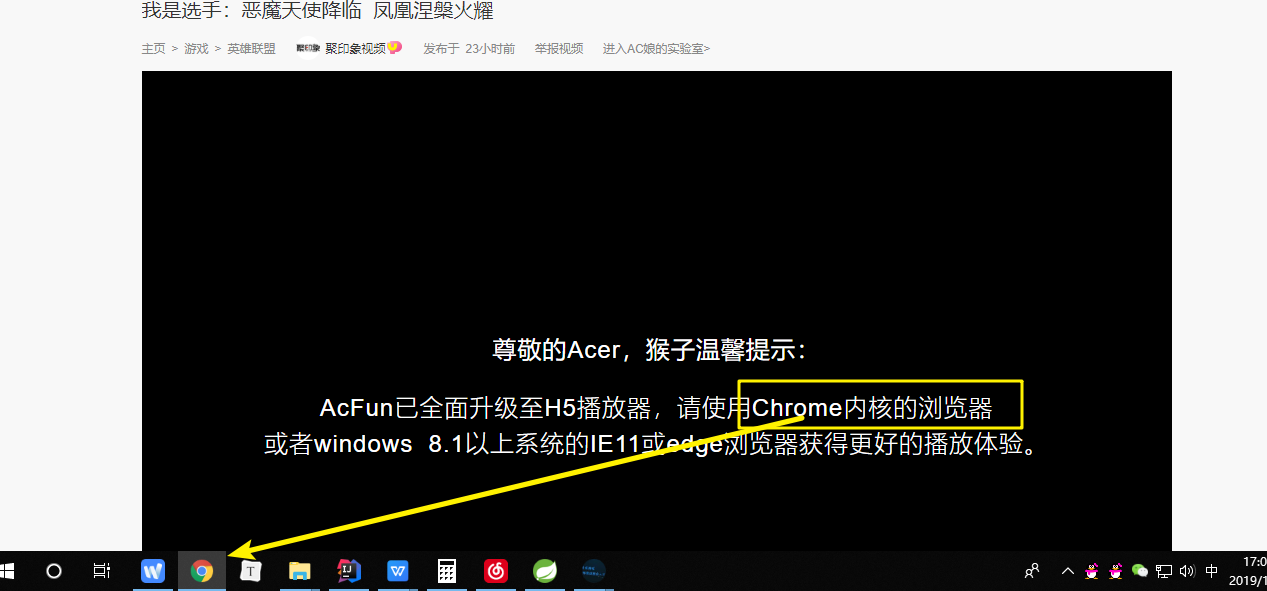 我是选手：恶魔天使降临 凤凰涅槃火耀
主页 > 游戏 > 英雄联盟 聚印象 聚印象视频 发布于 23小时前 举报视频 进入AC娘的实验室>
尊敬的Acer，猴子温馨提示：
AcFun已全面升级至H5播放器，请使用Chrome内核的浏览器
或者windows 8.1以上系统的IE11或edge浏览器获得更好的播放体验。
W T IJ W 中 17:0
2019/1